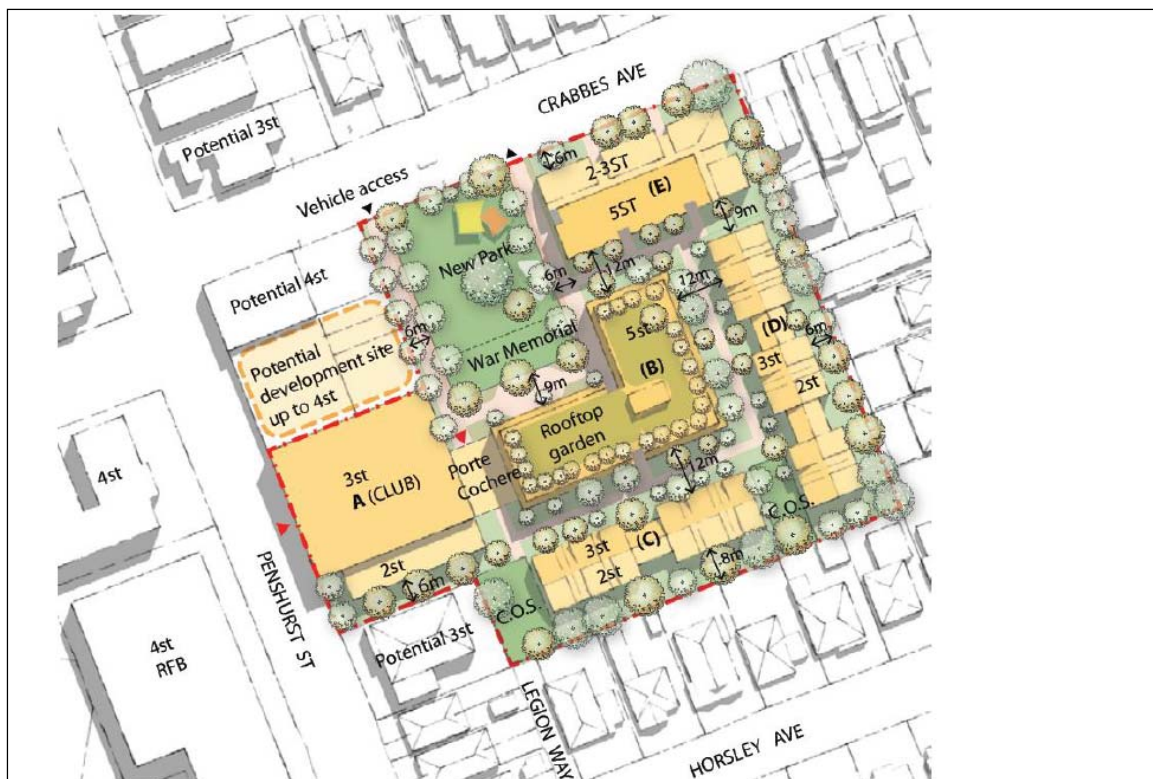 CRABBES AVE
Potential 3st
Vehicle access
6m
2-3ST
(E)
5ST
9m
New Park
12m
6m
12m
Potential 4st
6m
5st
(D)
6m
Potential
development site
up to 4st
War Memorial
(B)
3st
9m
2st
Rooftop
garden
4st
3st
A (CLUB)
Porte
Cochere
12m
C.O.S.
3st
(C)
2st
6m
2st
8m
C.O.S.
PENSHURST ST
Potential 3st
4st
RFB
LEGION WAY
HORSLEY AVE